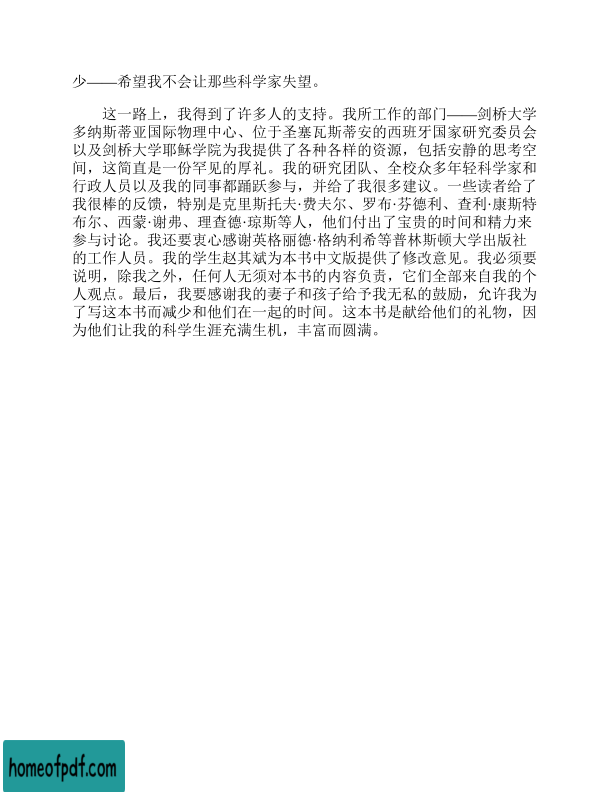 少——希望我不会让那些科学家失望。
这一路上，我得到了许多人的支持。我所工作的部门——剑桥大学
多纳斯蒂亚国际物理中心、位于圣塞瓦斯蒂安的西班牙国家研究委员会
以及剑桥大学耶稣学院为我提供了各种各样的资源，包括安静的思考空
间，这简直是一份罕见的厚礼。我的研究团队、全校众多年轻科学家和
行政人员以及我的同事都踊跃参与，并给了我很多建议。一些读者给了
我很棒的反馈，特别是克里斯托夫·费夫尔、罗布·芬德利、查利·康斯特
布尔、西蒙·谢弗、理查德·琼斯等人，他们付出了宝贵的时间和精力来
参与讨论。我还要衷心感谢英格丽德·格纳利希等普林斯顿大学出版社
的工作人员。我的学生赵其斌为本书中文版提供了修改意见。我必须要
说明，除我之外，任何人无须对本书的内容负责，它们全部来自我的个
人观点。最后，我要感谢我的妻子和孩子给予我无私的鼓励，允许我为
了写这本书而减少和他们在一起的时间。这本书是献给他们的礼物，因
为他们让我的科学生涯充满生机，丰富而圆满。
homeofpdf.com